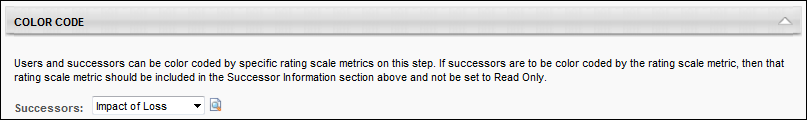 COLOR CODE
Users and successors can be color coded by specific rating scale metrics on this step. If successors are to be color coded by the rating scale metric, then that
rating scale metric should be included in the Successor Information section above and not be set to Read Only.
Successors: Impact of Loss